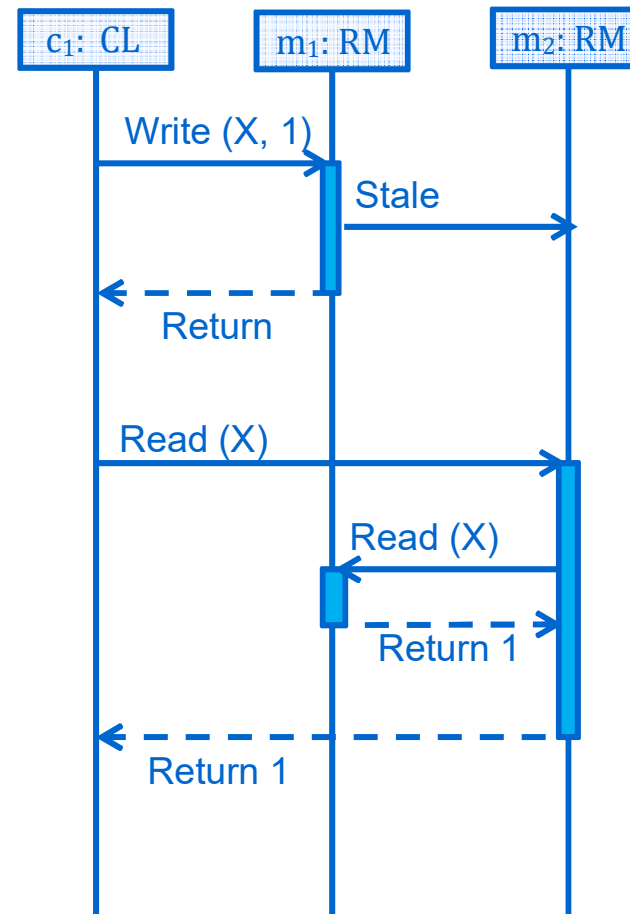 c₁: CL
m₁: RM
m₂: RM
Write (X, 1)
Stale
Return
Read (X)
Read (X)
Return 1
Return 1